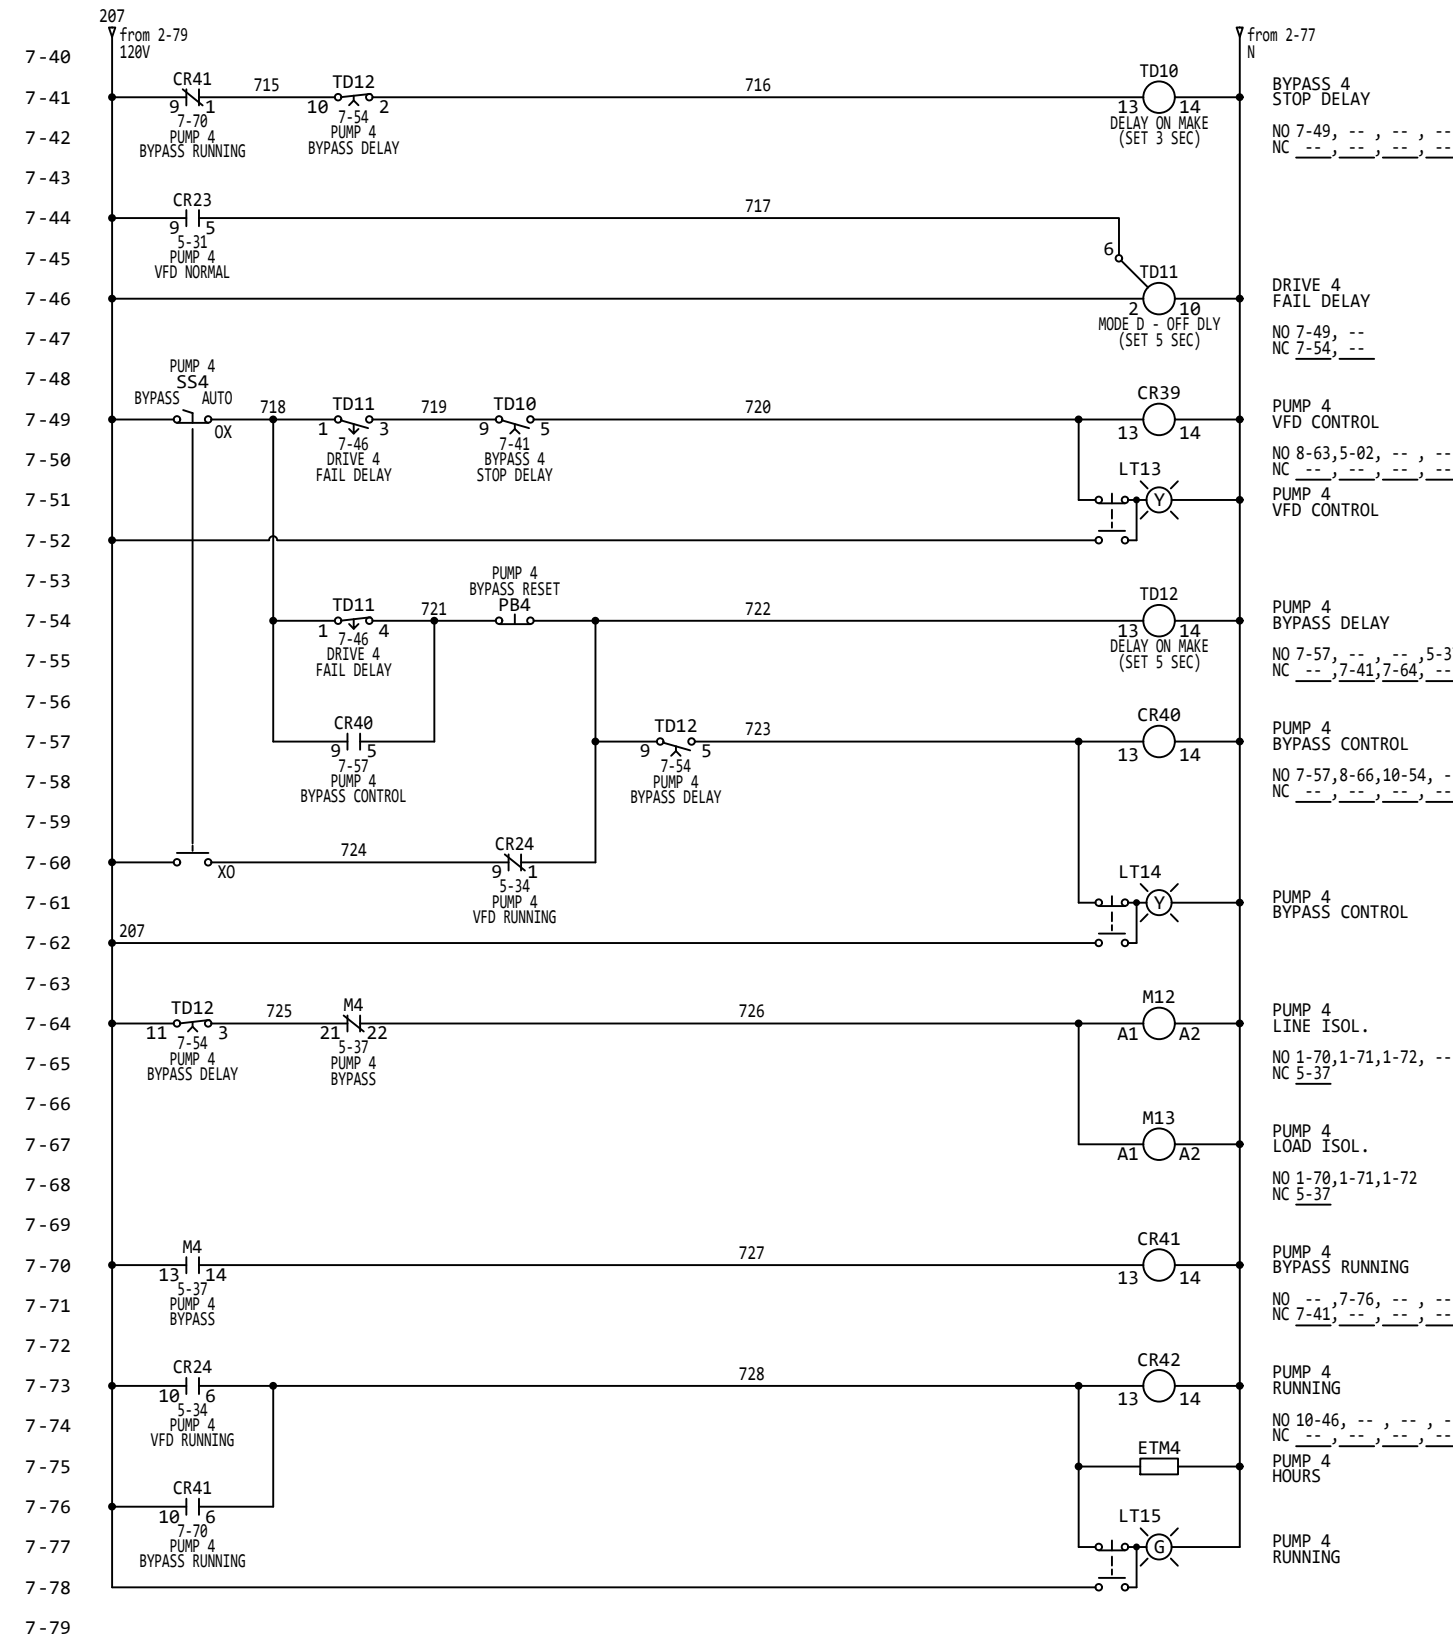 207
from 2-79
120V
from 2-77
N
7-40
7-41
CR41
9 1
7-70
PUMP 4
BYPASS RUNNING
715
TD12
10 2
7-54
PUMP 4
BYPASS DELAY
716
TD10
13 14
DELAY ON MAKE
(SET 3 SEC)
BYPASS 4
STOP DELAY
7-42
NO 7-49, -- , -- , --
NC -- , -- , -- , --
7-43
7-44
CR23
9 5
5-31
PUMP 4
VFD NORMAL
717
7-45
6
7-46
TD11
2 10
MODE D - OFF DLY
(SET 5 SEC)
DRIVE 4
FAIL DELAY
7-47
NO 7-49, --
NC 7-54, --
7-48
PUMP 4
SS4
BYPASS AUTO
7-49
OX
718
TD11
1 3
7-46
DRIVE 4
FAIL DELAY
719
TD10
9 5
7-41
BYPASS 4
STOP DELAY
720
CR39
13 14
PUMP 4
VFD CONTROL
7-50
NO 8-63,5-02, -- , --
NC -- , -- , -- , --
7-51
LT13
Y
PUMP 4
VFD CONTROL
7-52
7-53
PUMP 4
BYPASS RESET
PB4
7-54
TD11
1 4
7-46
DRIVE 4
FAIL DELAY
721
722
TD12
13 14
DELAY ON MAKE
(SET 5 SEC)
PUMP 4
BYPASS DELAY
7-55
NO 7-57, -- , -- ,5-3
NC -- ,7-41,7-64, --
7-56
7-57
CR40
9 5
7-57
PUMP 4
BYPASS CONTROL
TD12
9 5
7-54
PUMP 4
BYPASS DELAY
723
CR40
13 14
PUMP 4
BYPASS CONTROL
7-58
NO 7-57,8-66,10-54, -
NC -- , -- , -- , --
7-59
7-60
XO
724
CR24
9 1
5-34
PUMP 4
VFD RUNNING
7-61
LT14
Y
PUMP 4
BYPASS CONTROL
7-62
207
7-63
7-64
TD12
11 3
7-54
PUMP 4
BYPASS DELAY
725
M4
21 22
5-37
PUMP 4
BYPASS
726
M12
A1 A2
PUMP 4
LINE ISOL.
7-65
NO 1-70,1-71,1-72, --
NC 5-37
7-66
7-67
M13
A1 A2
PUMP 4
LOAD ISOL.
7-68
NO 1-70,1-71,1-72
NC 5-37
7-69
7-70
M4
13 14
5-37
PUMP 4
BYPASS
727
CR41
13 14
PUMP 4
BYPASS RUNNING
7-71
NO -- ,7-76, -- , --
NC 7-41, -- , -- , --
7-72
7-73
CR24
10 6
5-34
PUMP 4
VFD RUNNING
728
CR42
13 14
PUMP 4
RUNNING
7-74
NO 10-46, -- , -- , -
NC -- , -- , -- , --
7-75
ETM4
PUMP 4
HOURS
7-76
CR41
10 6
7-70
PUMP 4
BYPASS RUNNING
7-77
LT15
G
PUMP 4
RUNNING
7-78
7-79